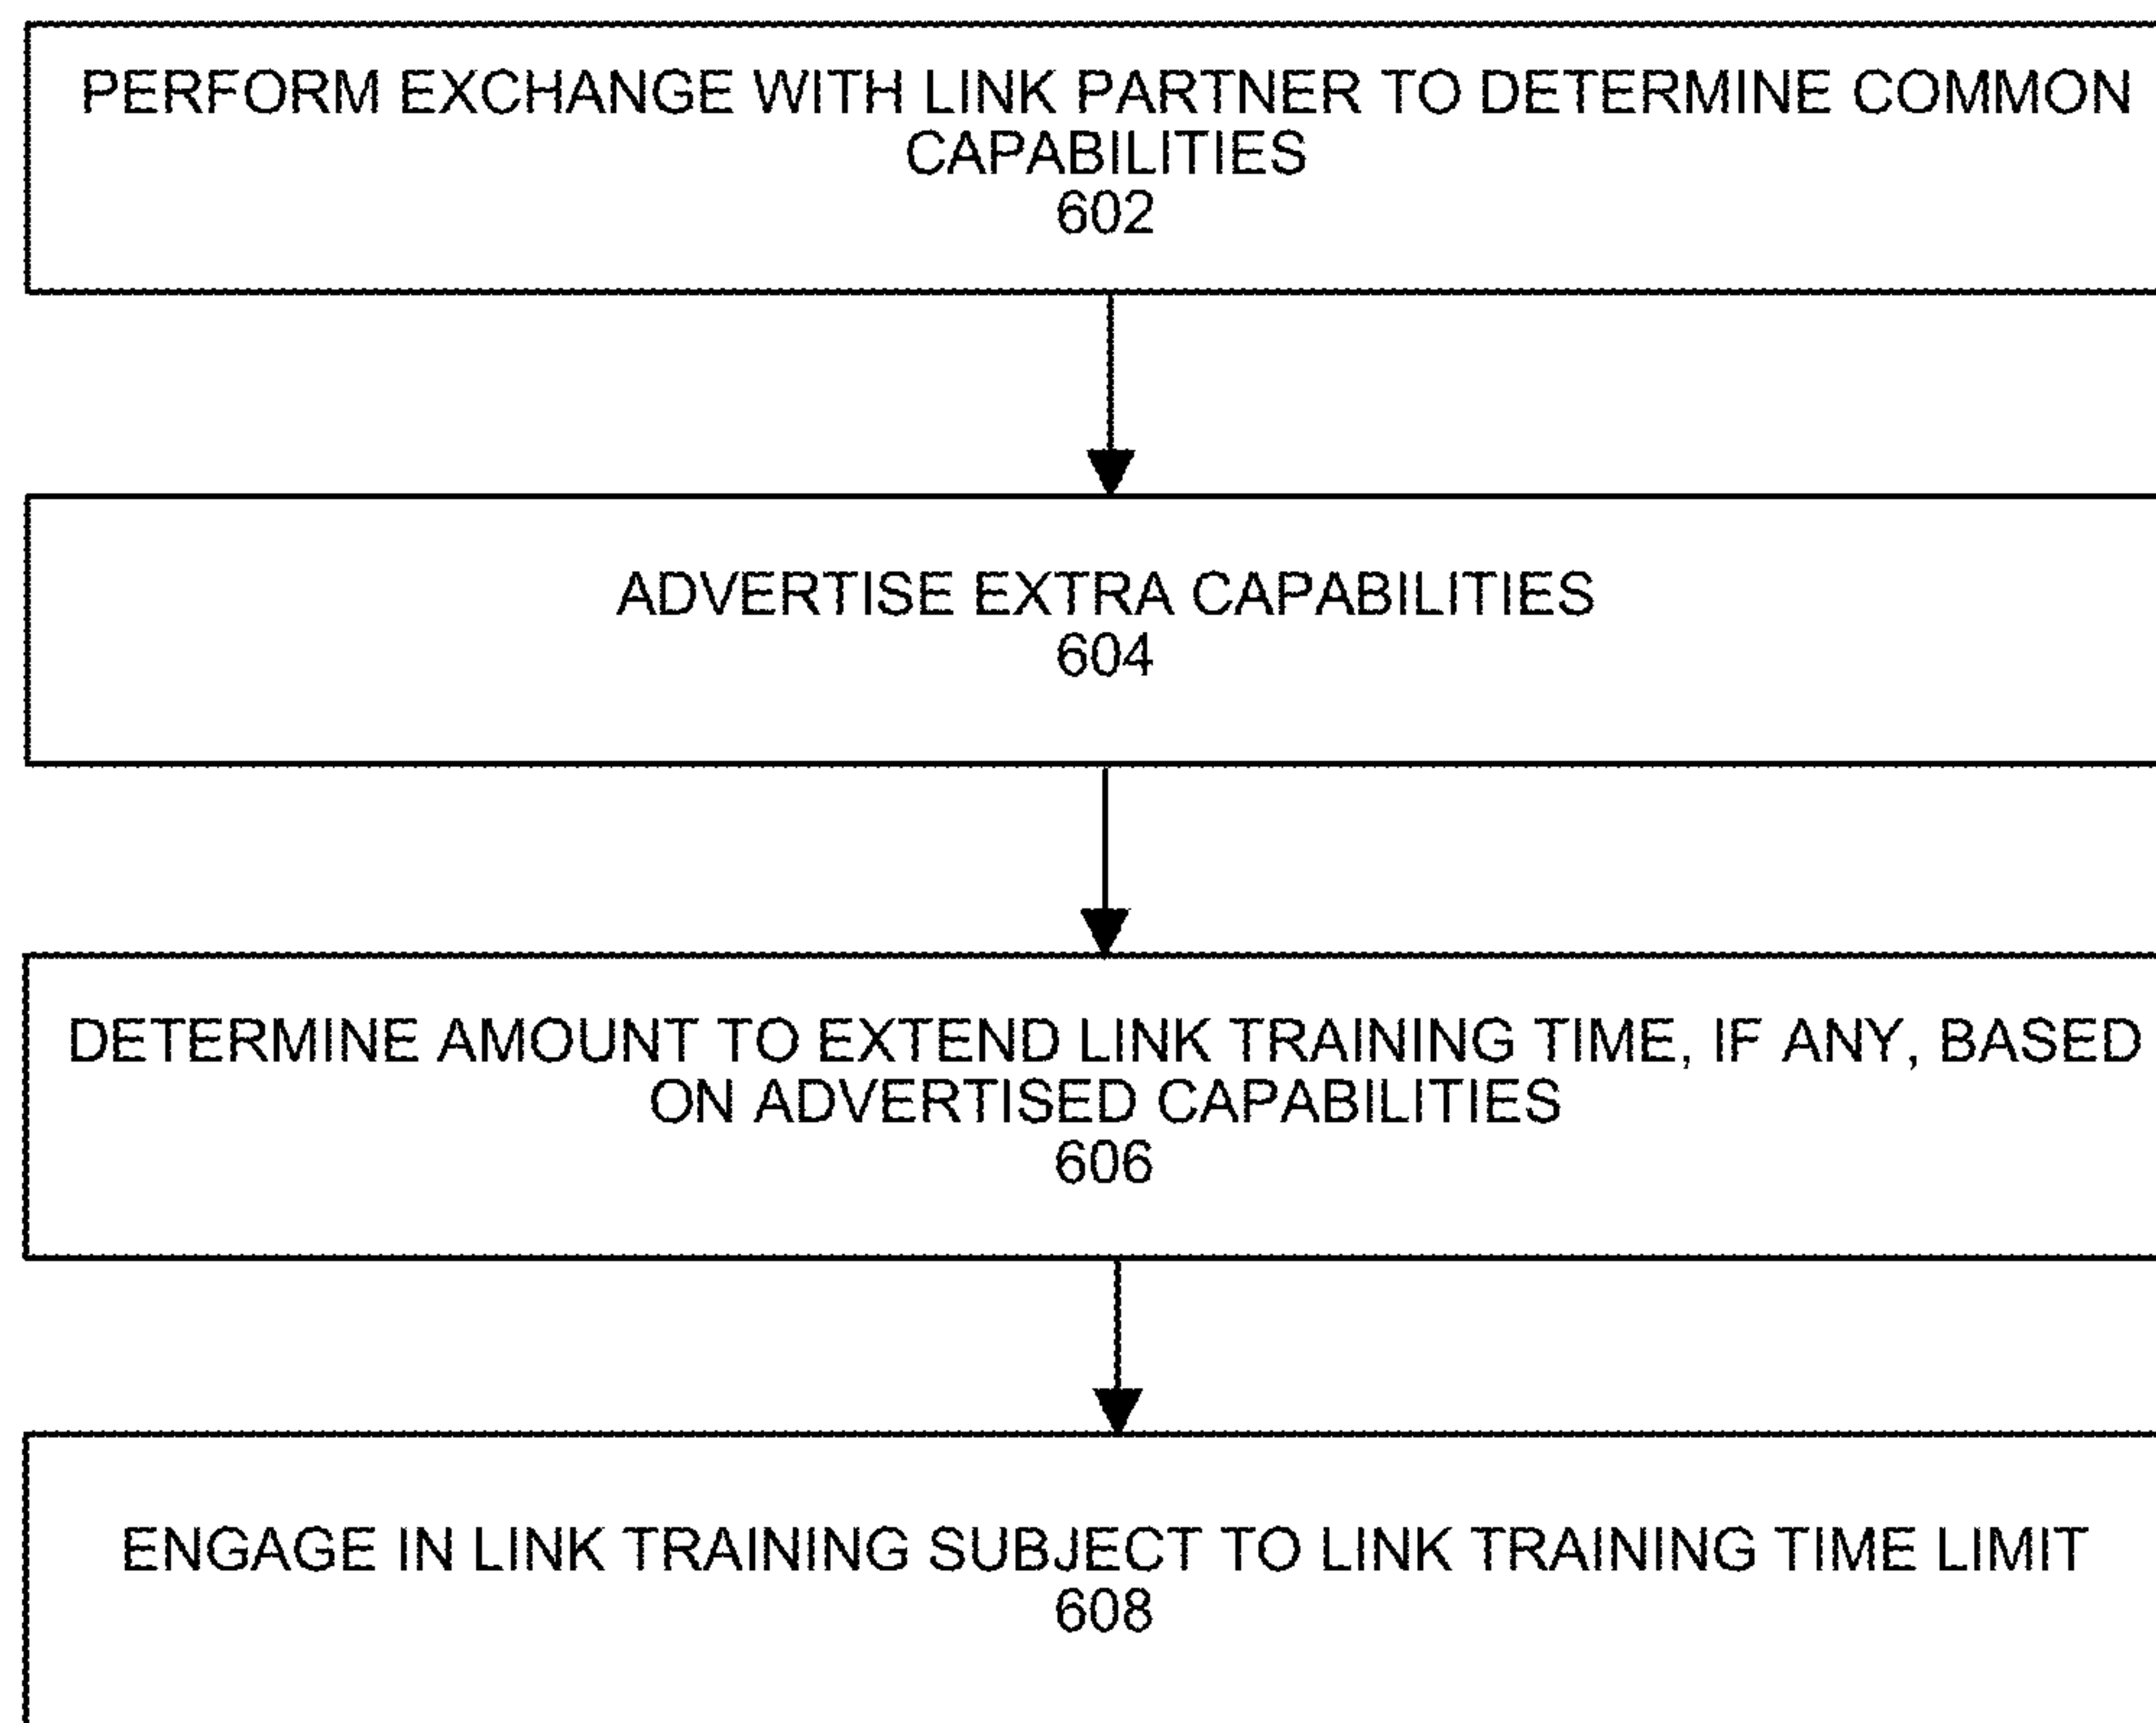 PERFORM EXCHANGE WITH LINK PARTNER TO DETERMINE COMMON
CAPABILITIES
602
ADVERTISE EXTRA CAPABILITIES
604
DETERMINE AMOUNT TO EXTEND LINK TRAINING TIME, IF ANY, BASED
ON ADVERTISED CAPABILITIES
606
ENGAGE IN LINK TRAINING SUBJECT TO LINK TRAINING TIME LIMIT
608